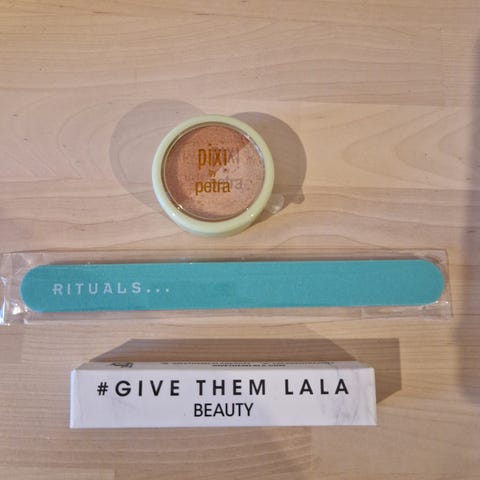 pixi
by
petra
RITUALS...
#GIVE THEM LALA
BEAUTY